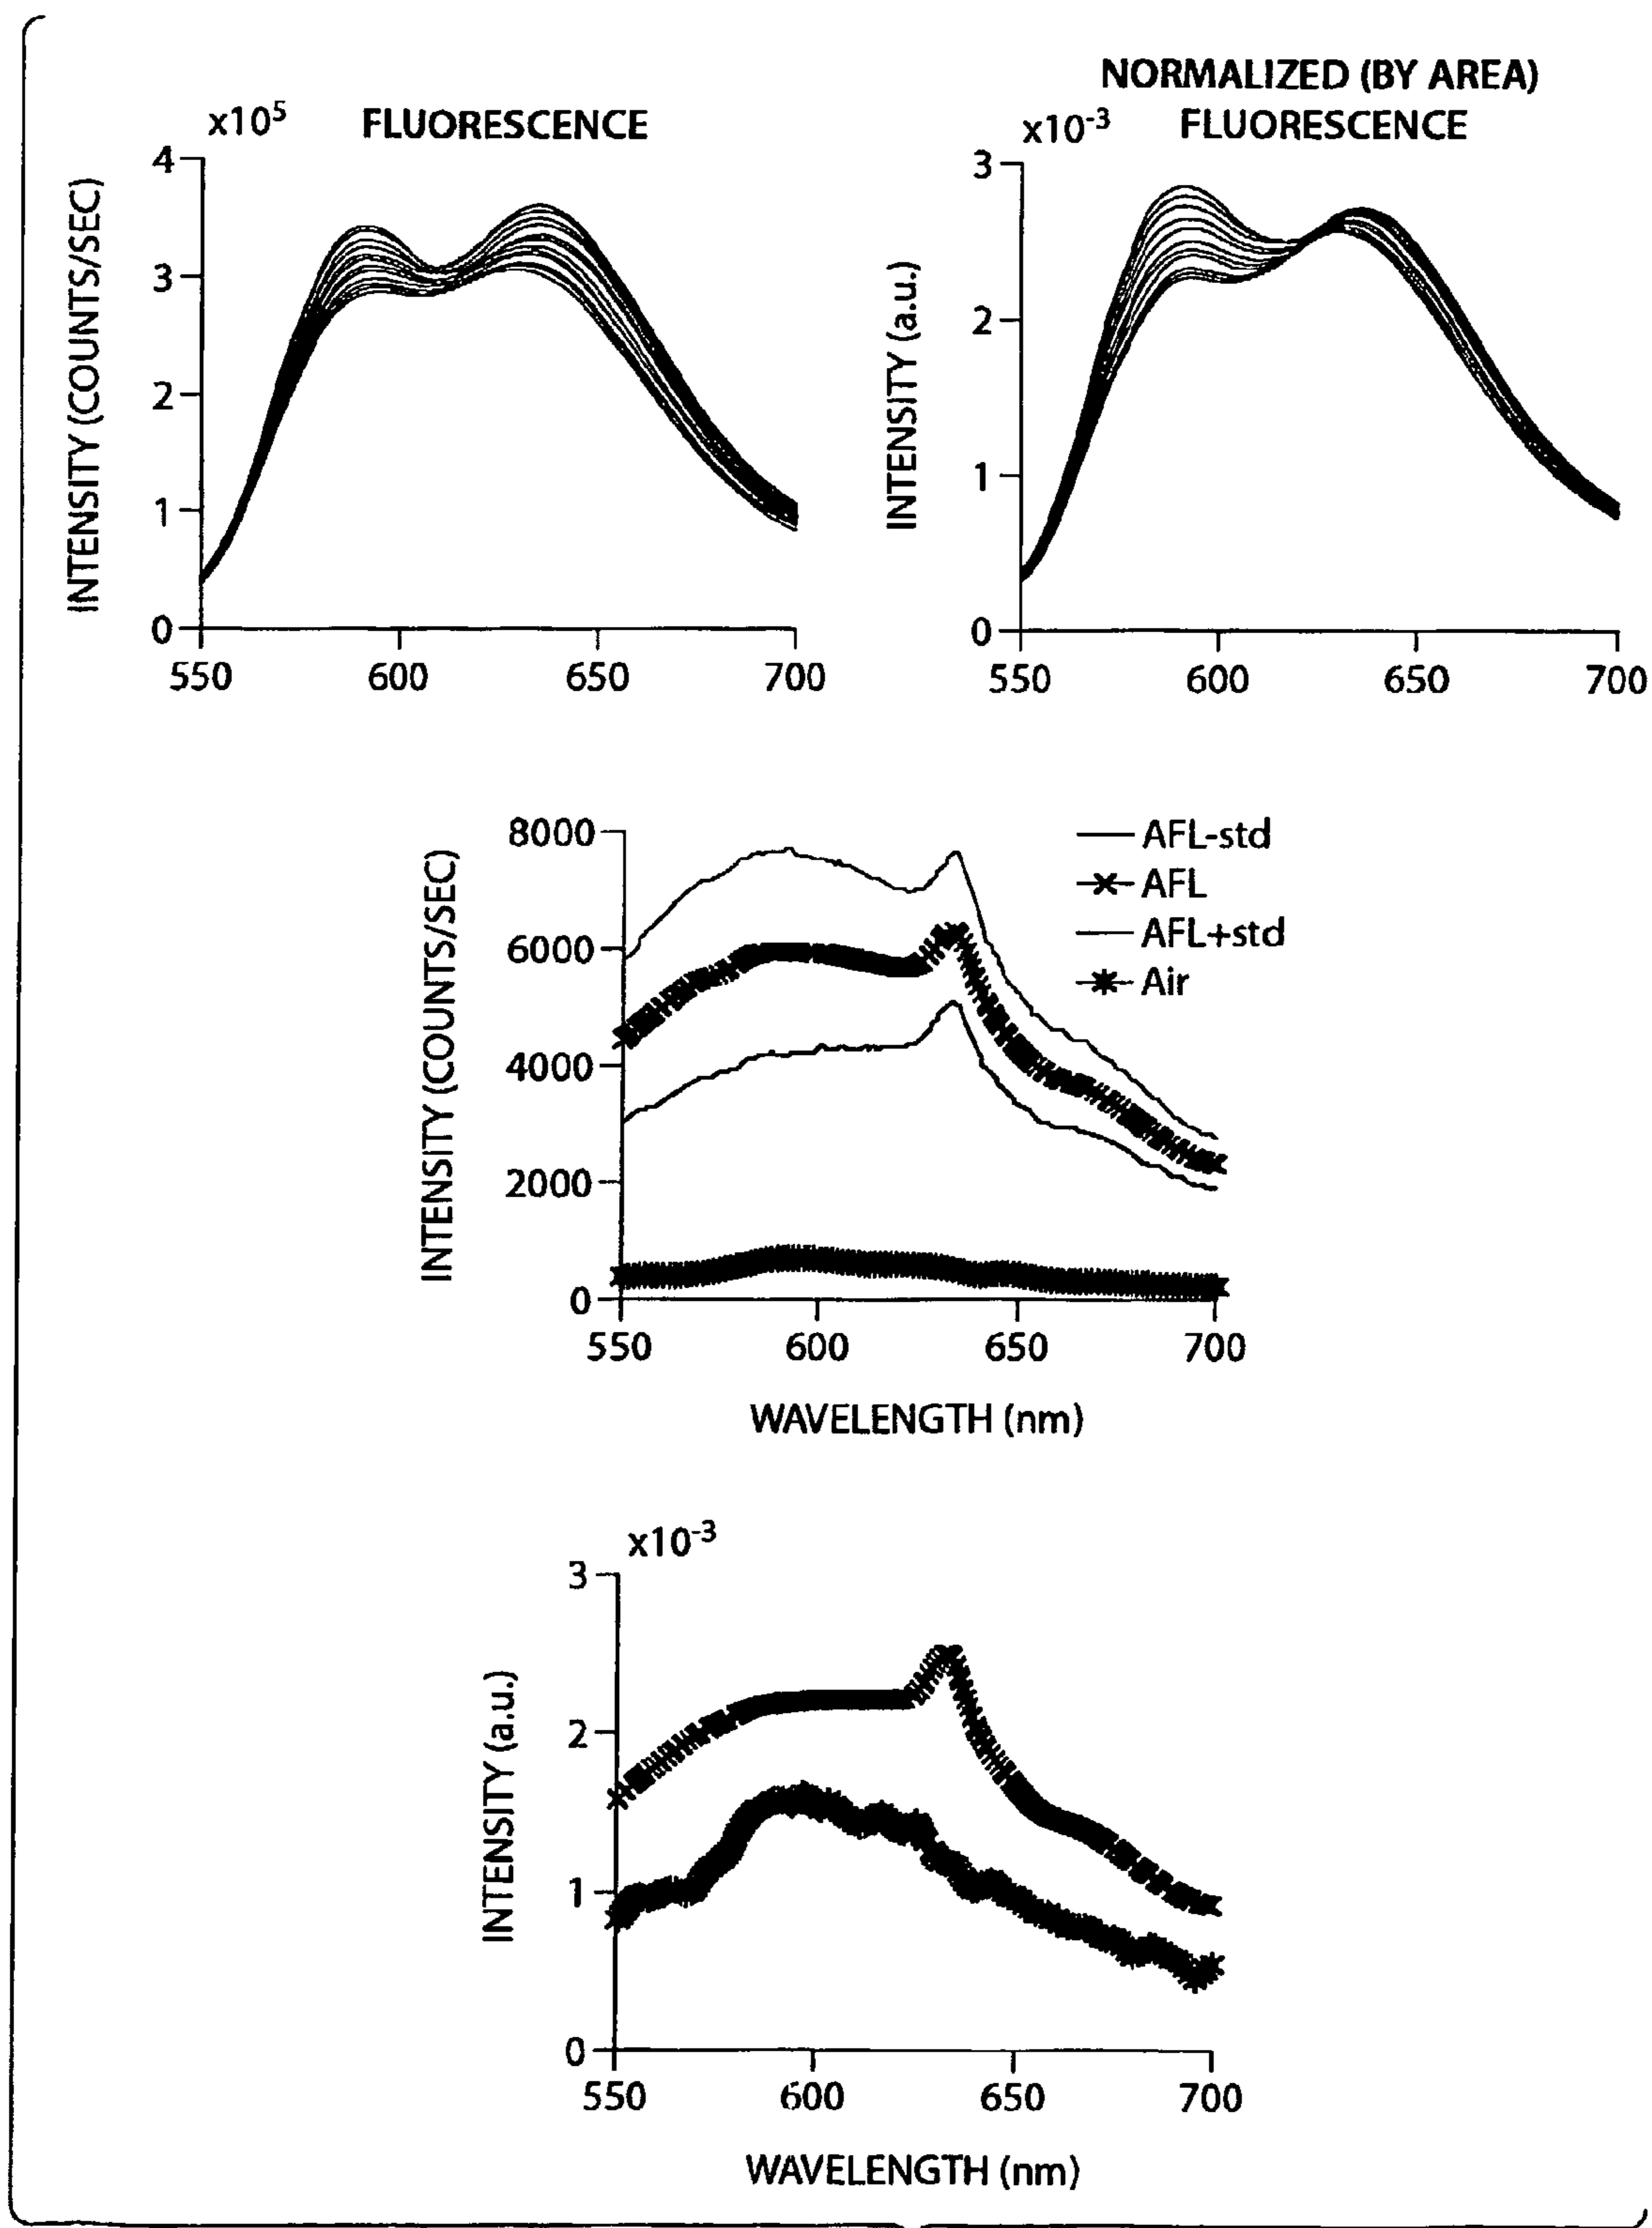 x10⁵ FLUORESCENCE
INTENSITY (COUNTS/SEC)
4
3
2
1
0
550 600 650 700
NORMALIZED (BY AREA)
x10⁻³ FLUORESCENCE
INTENSITY (a.u.)
3
2
1
0
550 600 650 700
INTENSITY (COUNTS/SEC)
8000
6000
4000
2000
0
550 600 650 700
WAVELENGTH (nm)
AFL-std
AFL
AFL+std
Air
x10⁻³
INTENSITY (a.u.)
3
2
1
0
550 600 650 700
WAVELENGTH (nm)